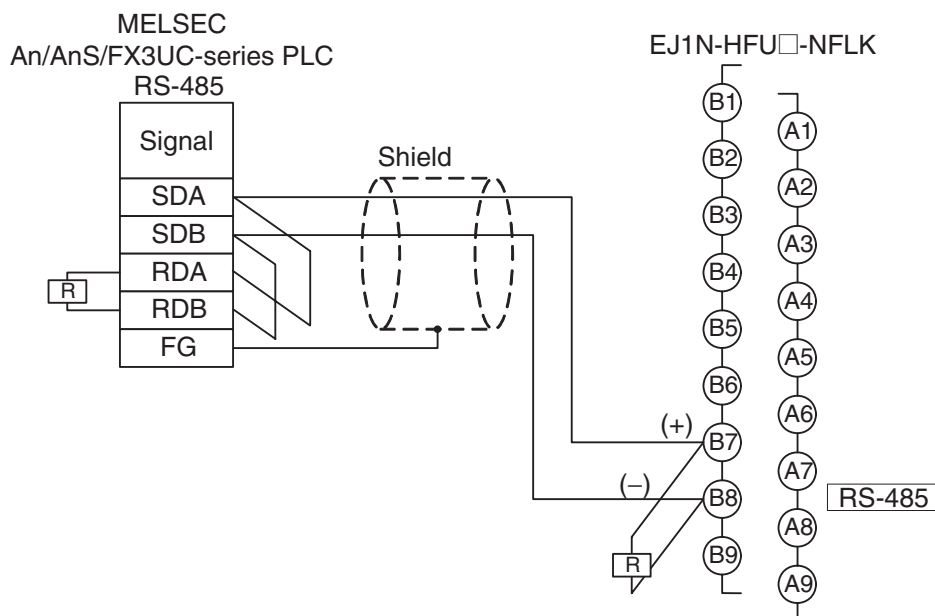 MELSEC
An/AnS/FX3UC-series PLC
RS-485
Signal
SDA
SDB
RDA
RDB
FG
R
Shield
EJ1N-HFU□-NFLK
B1
B2
B3
B4
B5
B6
B7
B8
B9
A1
A2
A3
A4
A5
A6
A7
A8
A9
(+)
(–)
R
RS-485